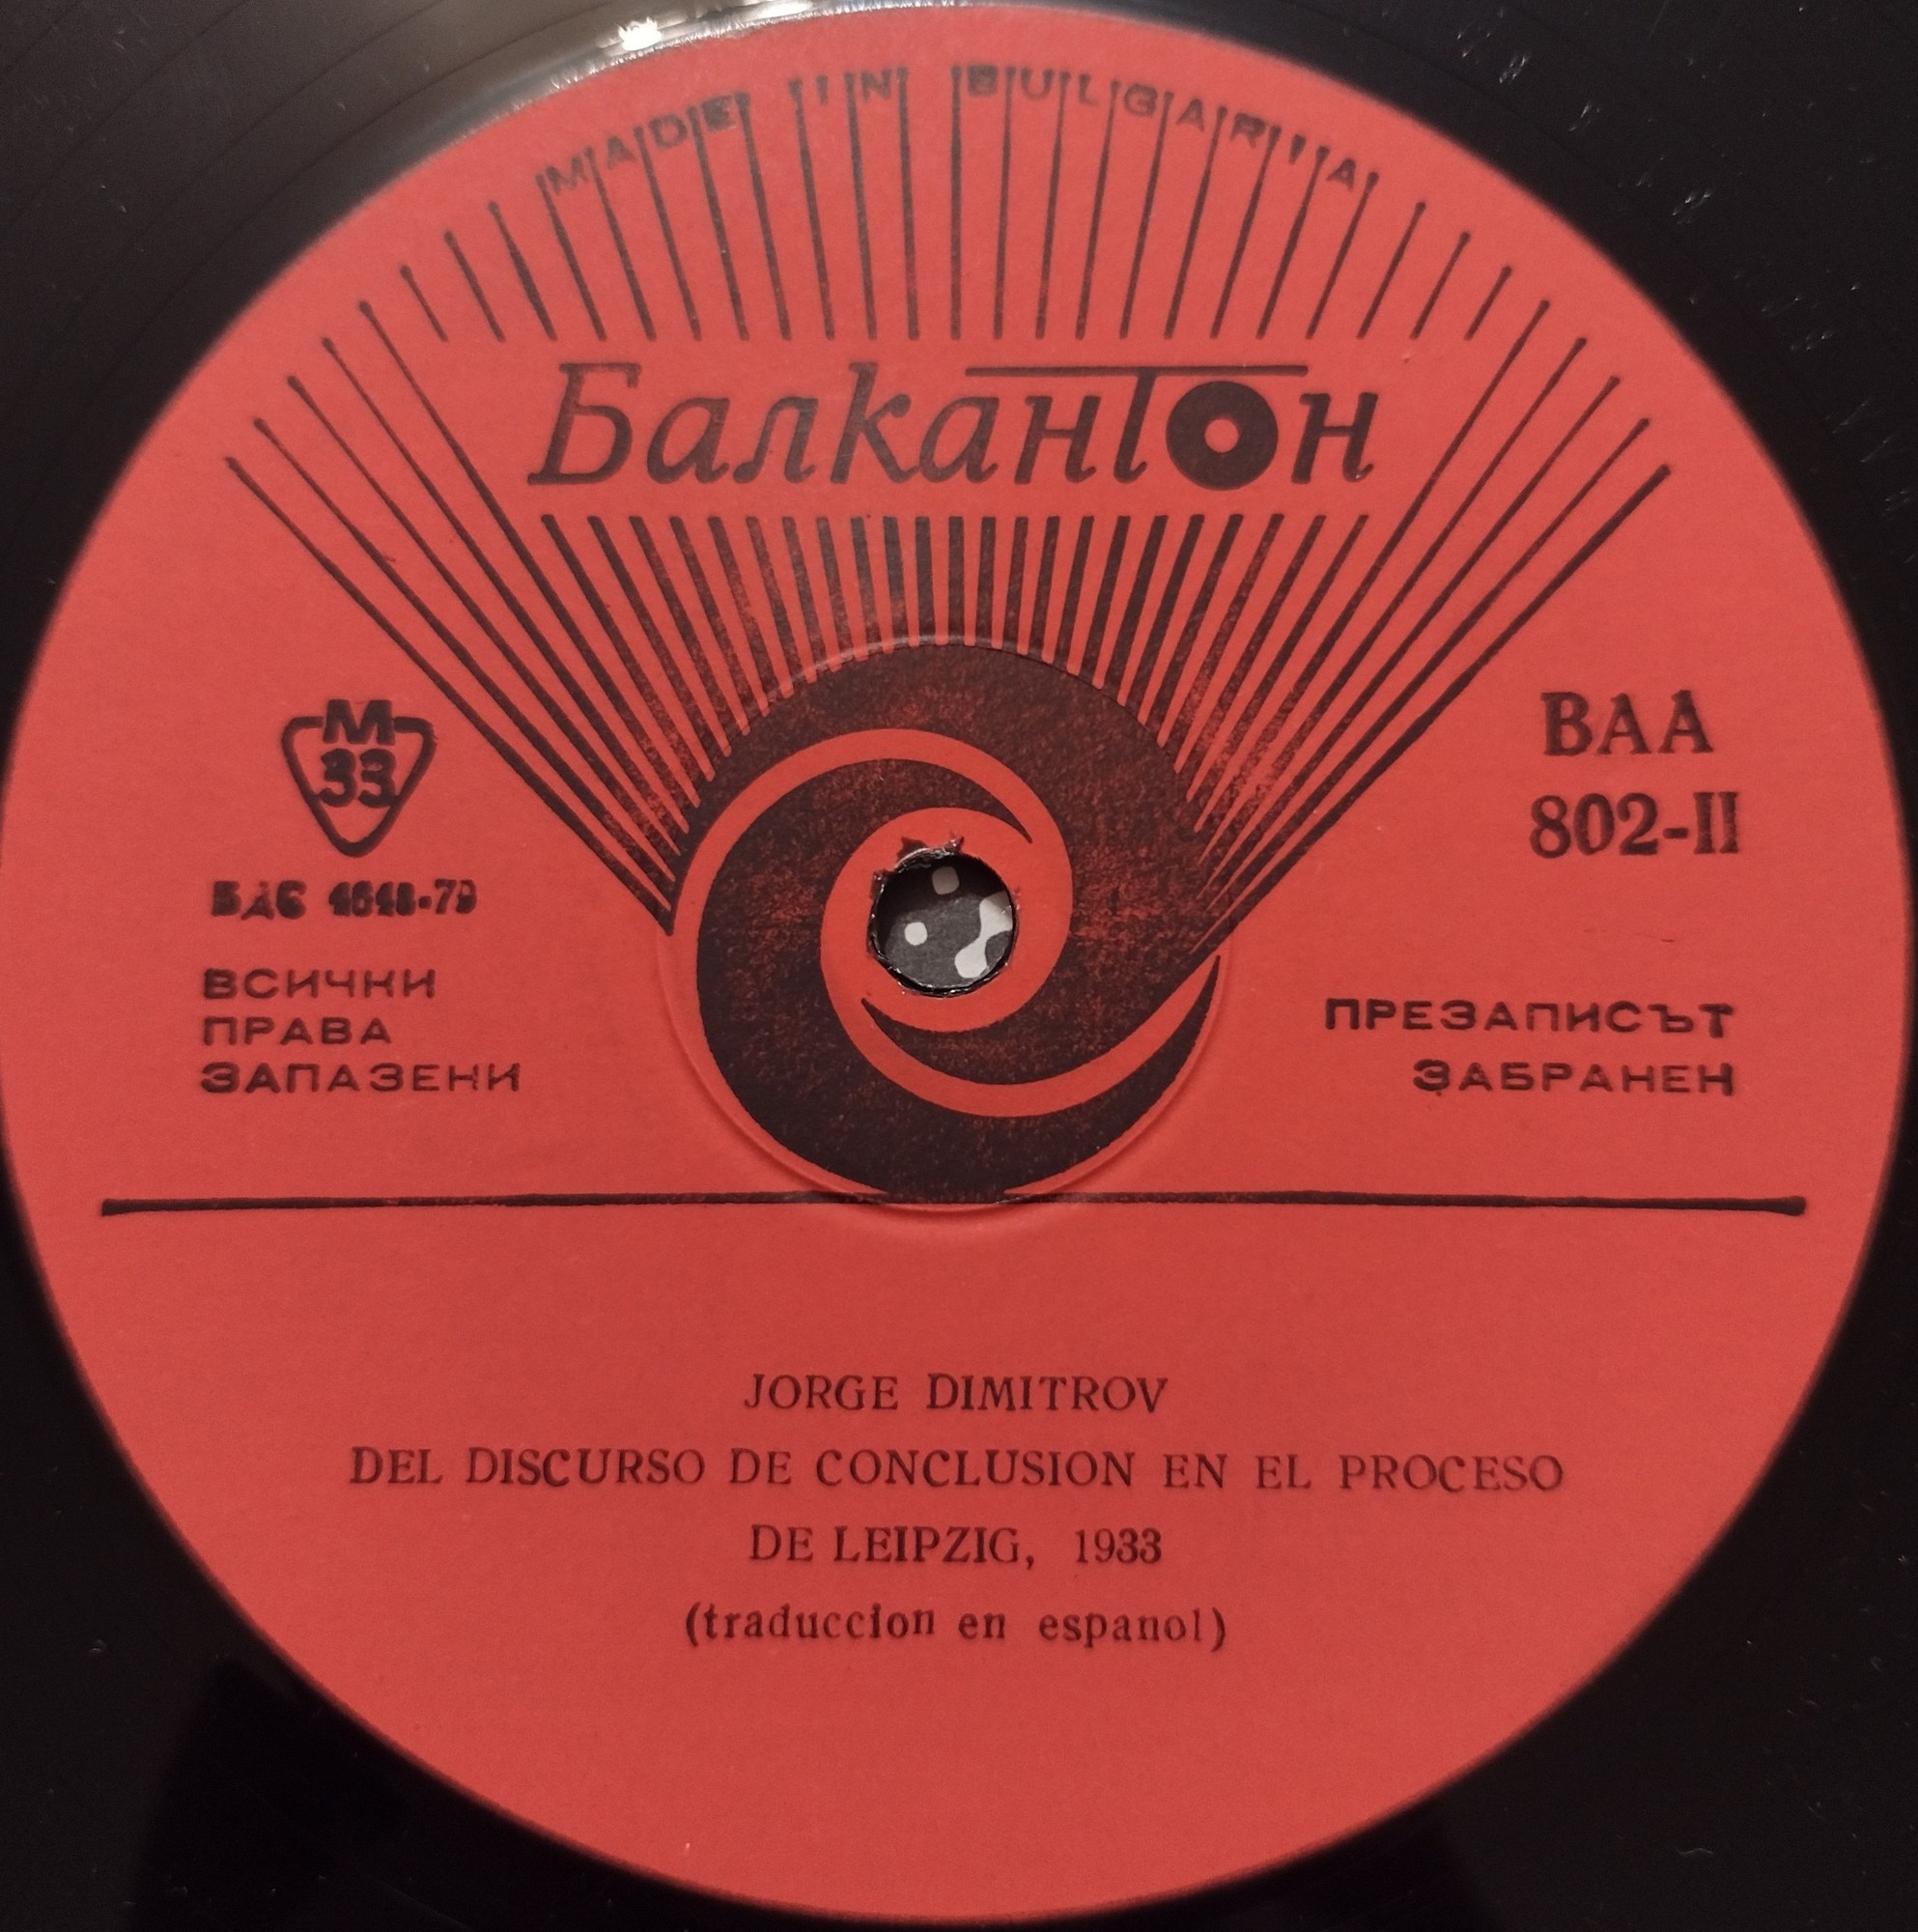 MADE IN BULGARIA
Балкантон
М
33
ВАА
802-II
БДС 4648-79
ВСИЧКИ
ПРАВА
ЗАПАЗЕНИ
ПРЕЗАПИСЪТ
ЗАБРАНЕН
JORGE DIMITROV
DEL DISCURSO DE CONCLUSION EN EL PROCESO
DE LEIPZIG, 1933
(traduccion en espanol)